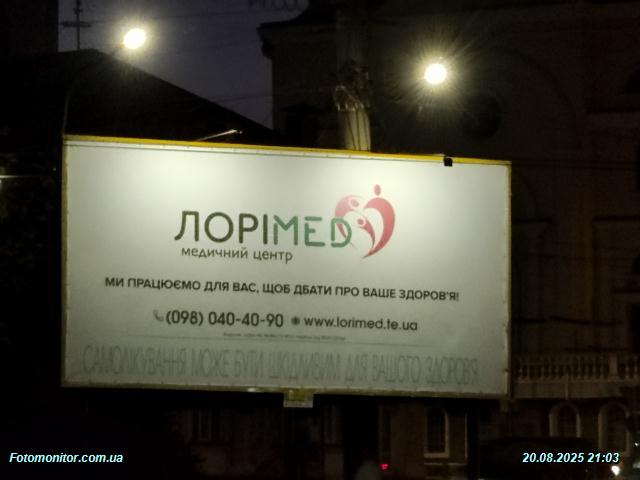 ЛОРІMED
медичний центр
МИ ПРАЦЮЄМО ДЛЯ ВАС, ЩОБ ДБАТИ ПРО ВАШЕ ЗДОРОВ'Я!
(098) 040-40-90 www.lorimed.te.ua
САМОЛІКУВАННЯ МОЖЕ БУТИ ШКІДЛИВИМ ДЛЯ ВАШОГО ЗДОРОВ'Я
Fotomonitor.com.ua
20.08.2025 21:03